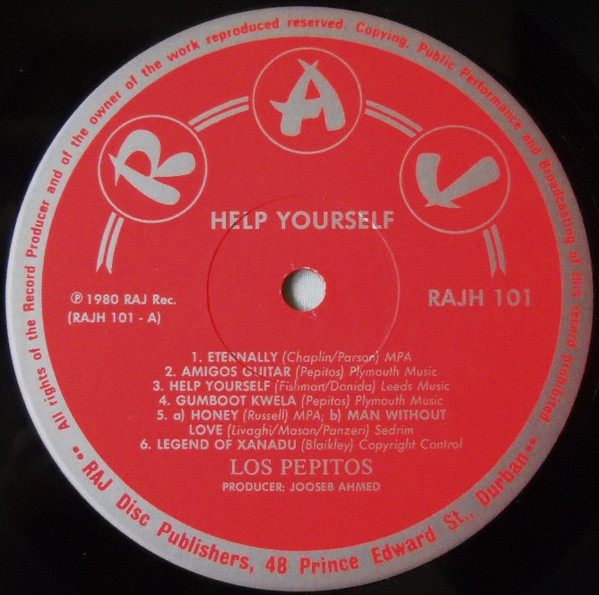 All rights of the Record Producer and of the owner of the work reproduced reserved. Copying, Public Performance and Broadcasting of this record prohibited
R A J
HELP YOURSELF
℗ 1980 RAJ Rec.
(RAJH 101 - A)
RAJH 101
1. ETERNALLY (Chaplin/Parson) MPA
2. AMIGOS GUITAR (Pepitos) Plymouth Music
3. HELP YOURSELF (Fishmart/Donida) Leeds Music
4. GUMBOOT KWELA (Pepitos) Plymouth Music
5. a) HONEY (Russell) MPA; b) MAN WITHOUT
LOVE (Livaghi/Mason/Panzeri) Sedrim
6. LEGEND OF XANADU (Blaikley) Copyright Control
LOS PEPITOS
PRODUCER: JOOSEB AHMED
•• RAJ Disc Publishers, 48 Prince Edward St., Durban ••